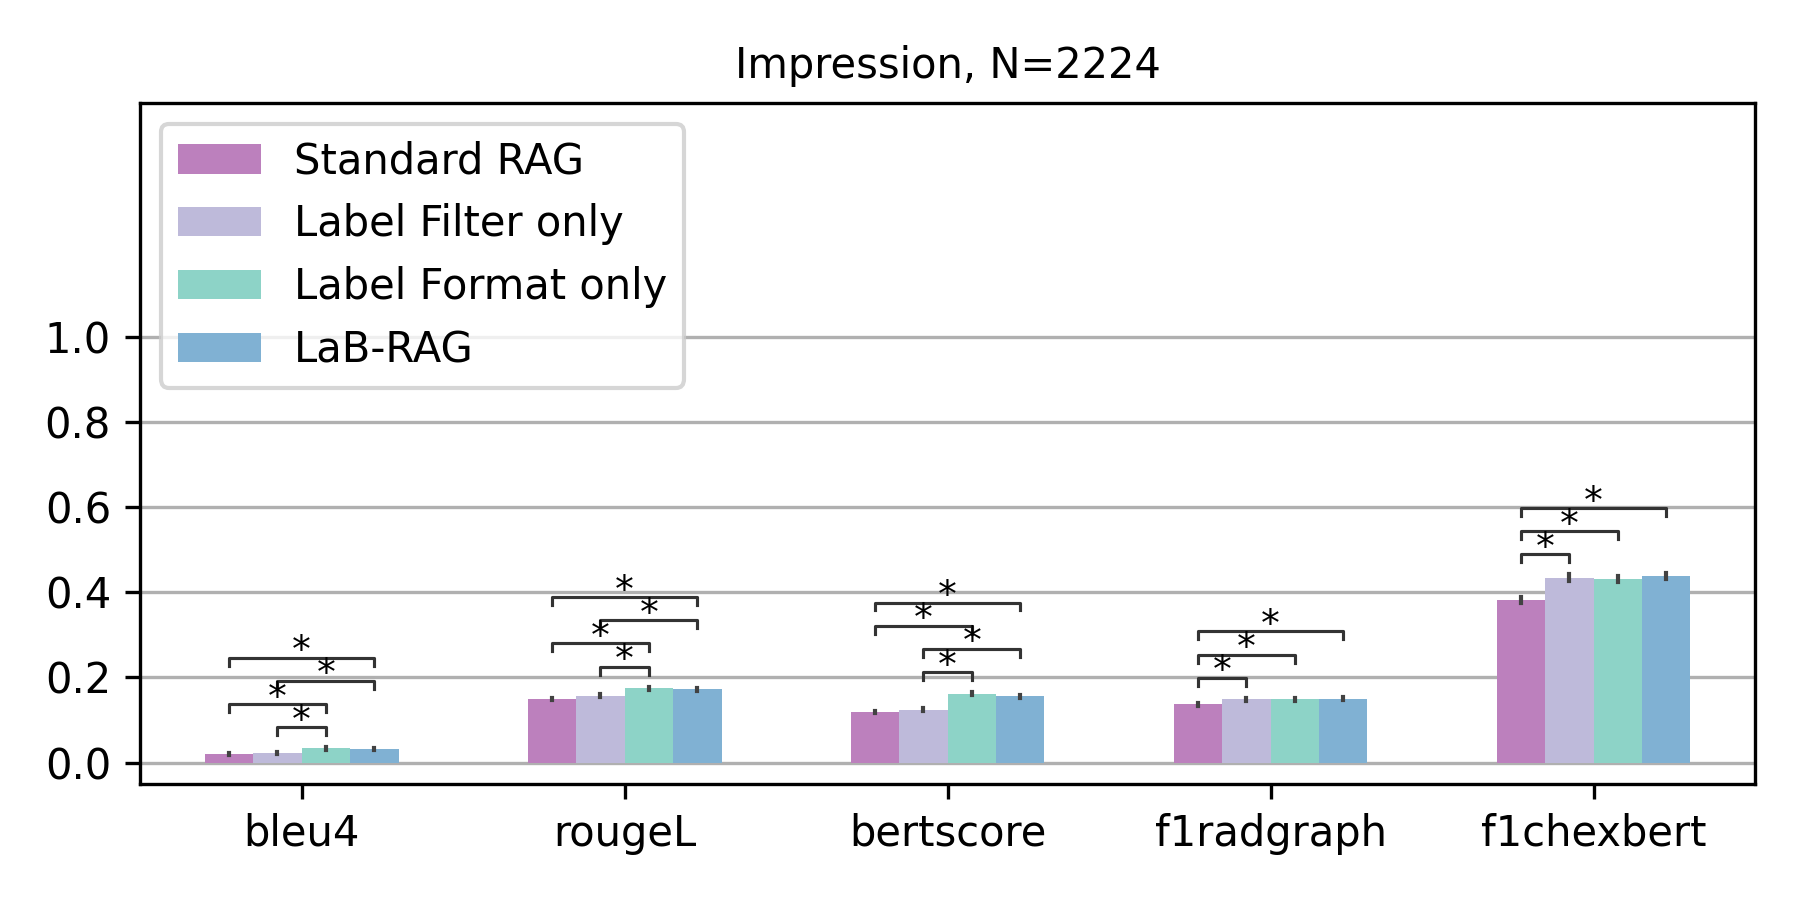 Impression, N=2224
Standard RAG
Label Filter only
Label Format only
LaB-RAG
1.0
0.8
0.6
0.4
0.2
0.0
* * * *
* * * *
* * * *
* * *
* * *
bleu4 rougeL bertscore f1radgraph f1chexbert